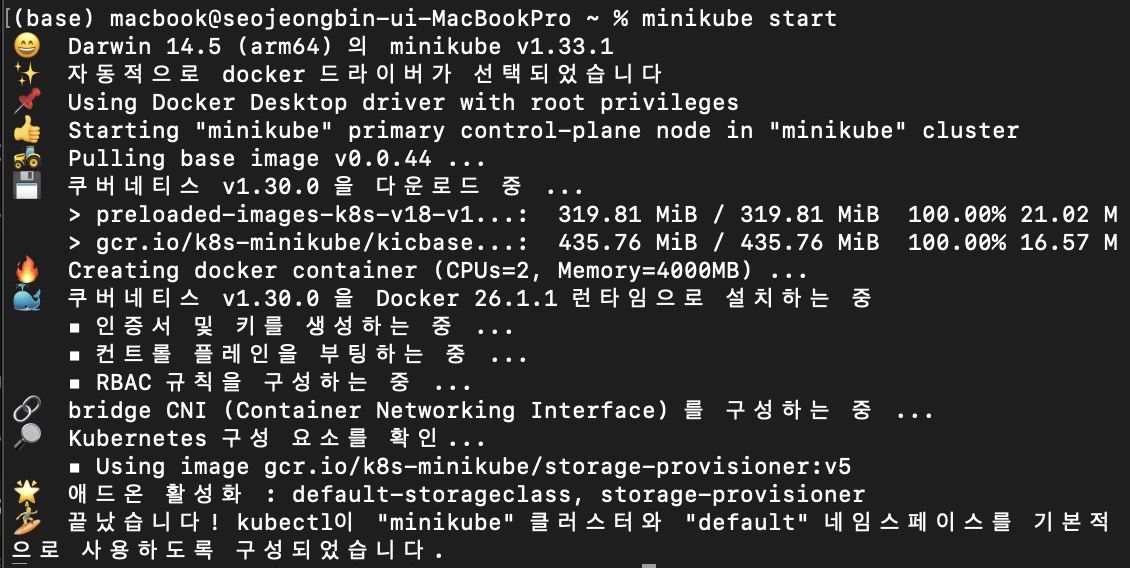 (base) macbook@seojeongbin-ui-MacBookPro ~ % minikube start
😄 Darwin 14.5 (arm64) 의 minikube v1.33.1
✨ 자동적으로 docker 드라이버가 선택되었습니다
📌 Using Docker Desktop driver with root privileges
👍 Starting "minikube" primary control-plane node in "minikube" cluster
🚜 Pulling base image v0.0.44 ...
💾 쿠버네티스 v1.30.0 을 다운로드 중 ...
> preloaded-images-k8s-v18-v1...: 319.81 MiB / 319.81 MiB 100.00% 21.02 M
> gcr.io/k8s-minikube/kicbase...: 435.76 MiB / 435.76 MiB 100.00% 16.57 M
🔥 Creating docker container (CPUs=2, Memory=4000MB) ...
🐳 쿠버네티스 v1.30.0 을 Docker 26.1.1 런타임으로 설치하는 중
▪ 인증서 및 키를 생성하는 중 ...
▪ 컨트롤 플레인을 부팅하는 중 ...
▪ RBAC 규칙을 구성하는 중 ...
🔗 bridge CNI (Container Networking Interface) 를 구성하는 중 ...
🔎 Kubernetes 구성 요소를 확인...
▪ Using image gcr.io/k8s-minikube/storage-provisioner:v5
🌟 애드온 활성화 : default-storageclass, storage-provisioner
🏄 끝났습니다! kubectl이 "minikube" 클러스터와 "default" 네임스페이스를 기본적
으로 사용하도록 구성되었습니다.